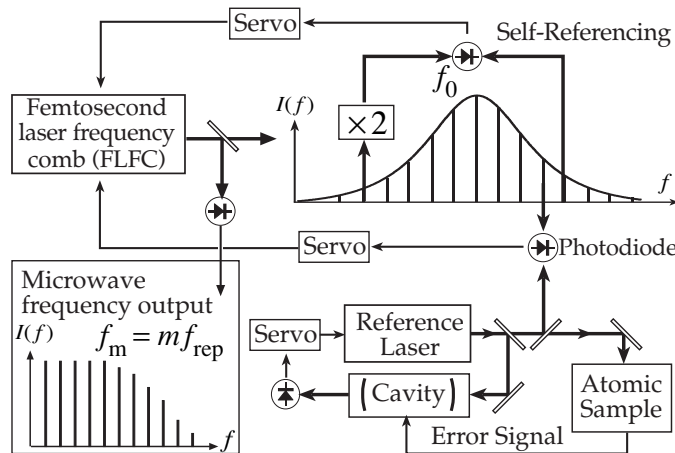 Servo
Self-Referencing
f₀
I(f)
Femtosecond
laser frequency
comb (FLFC)
×2
f
Servo
Photodiode
Microwave
frequency output
I(f)
fₘ = m f_rep
f
Servo
Reference
Laser
(Cavity)
Atomic
Sample
Error Signal